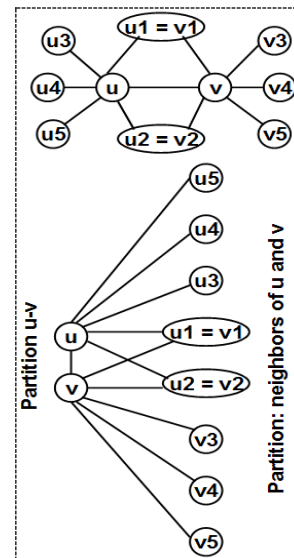 u1 = v1
u3 v3
u4 u v v4
u5 v5
u2 = v2
u5
u4
u3
u1 = v1
u
v
u2 = v2
v3
v4
v5
Partition u-v
Partition: neighbors of u and v